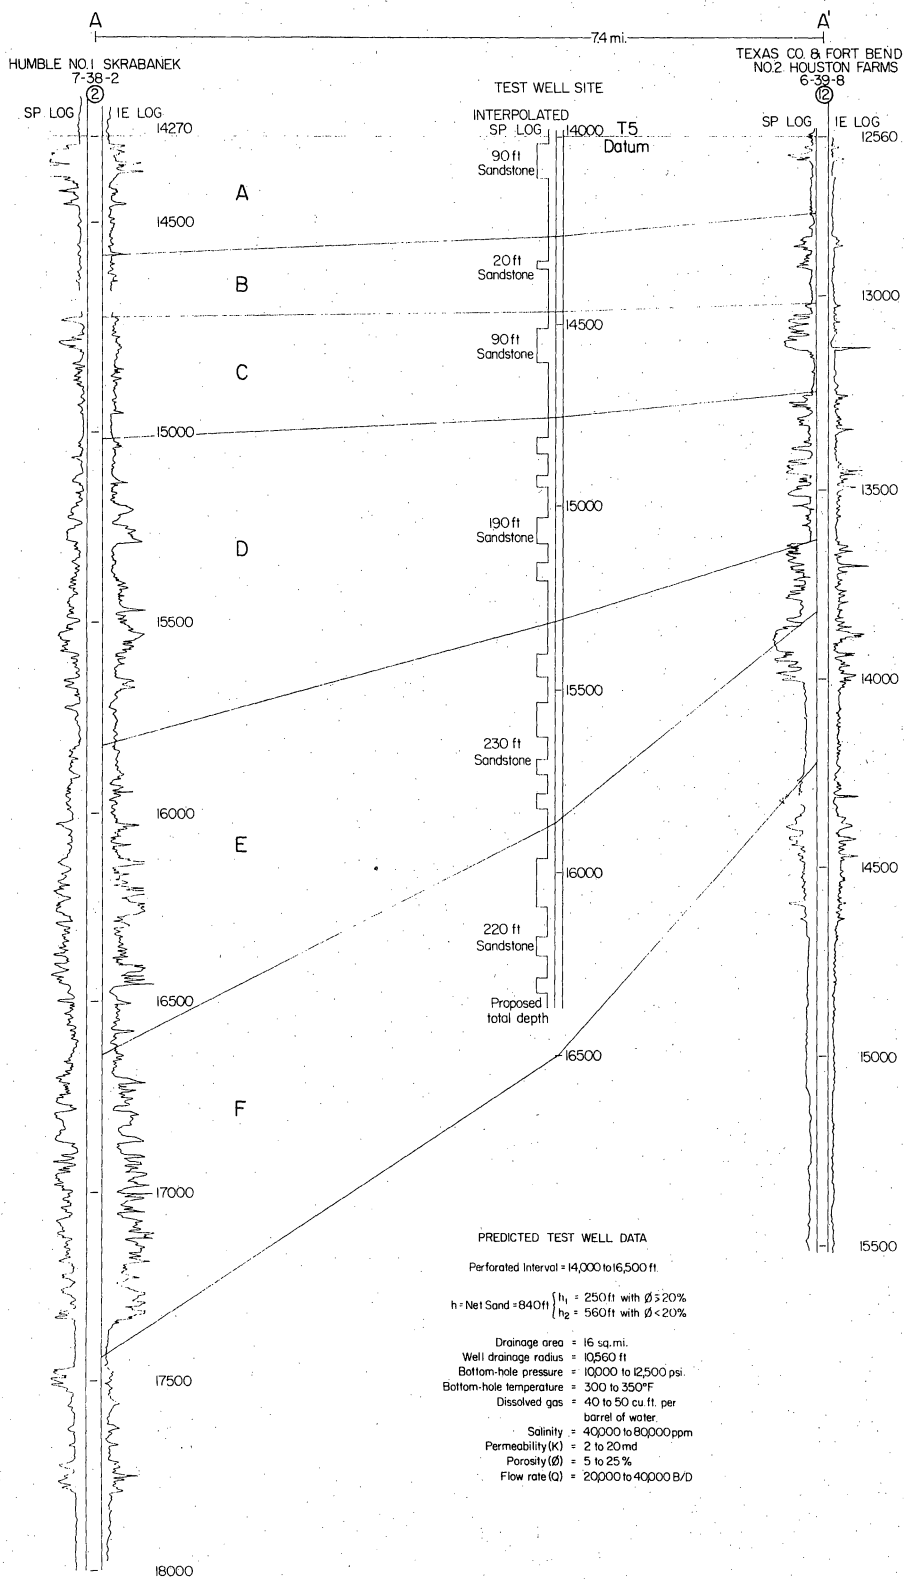 A
A'
7.4 mi.
HUMBLE NO.1 SKRABANEK
7-38-2
2
TEXAS CO. & FORT BEND
NO.2 HOUSTON FARMS
6-39-8
12
TEST WELL SITE
SP LOG
IE LOG
14270
INTERPOLATED
SP LOG
14000
T5
Datum
SP LOG
IE LOG
12560
90 ft
Sandstone
A
14500
20 ft
Sandstone
B
13000
14500
90 ft
Sandstone
C
15000
13500
15000
190 ft
Sandstone
D
15500
14000
15500
230 ft
Sandstone
16000
E
14500
16000
220 ft
Sandstone
16500
Proposed
total depth
16500
15000
F
17000
15500
PREDICTED TEST WELL DATA
Perforated Interval = 14,000 to 16,500 ft.
h = Net Sand = 840 ft { h₁ = 250 ft with Ø ≥ 20%
h₂ = 560 ft with Ø < 20%
Drainage area = 16 sq. mi.
Well drainage radius = 10,560 ft
Bottom-hole pressure = 10,000 to 12,500 psi.
Bottom-hole temperature = 300 to 350°F
Dissolved gas = 40 to 50 cu. ft. per
barrel of water.
Salinity = 40,000 to 80,000 ppm
Permeability (K) = 2 to 20 md
Porosity (Ø) = 5 to 25 %
Flow rate (Q) = 20,000 to 40,000 B/D
17500
18000